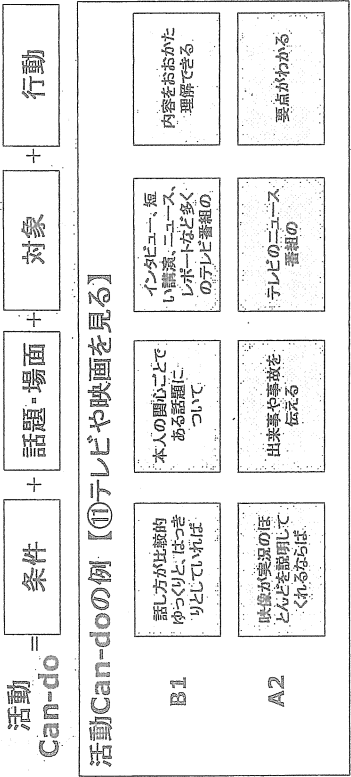 活動
Can-do
=
条件
+
話題・場面
+
対象
+
行動
活動Can-doの例 【⑪テレビや映画を見る】
B1
話し方が比較的
ゆっくりと、はっき
りとしていれば
本人の関心ごとで
ある話題に
ついて
インタビュー、短
い講演、ニュース、
レポートなど多く
のテレビ番組の
内容をおおかた
理解できる
A2
映像が実況のほ
とんどを説明して
くれるならば
出来事や事故を
伝える
テレビのニュース
番組の
要点がわかる